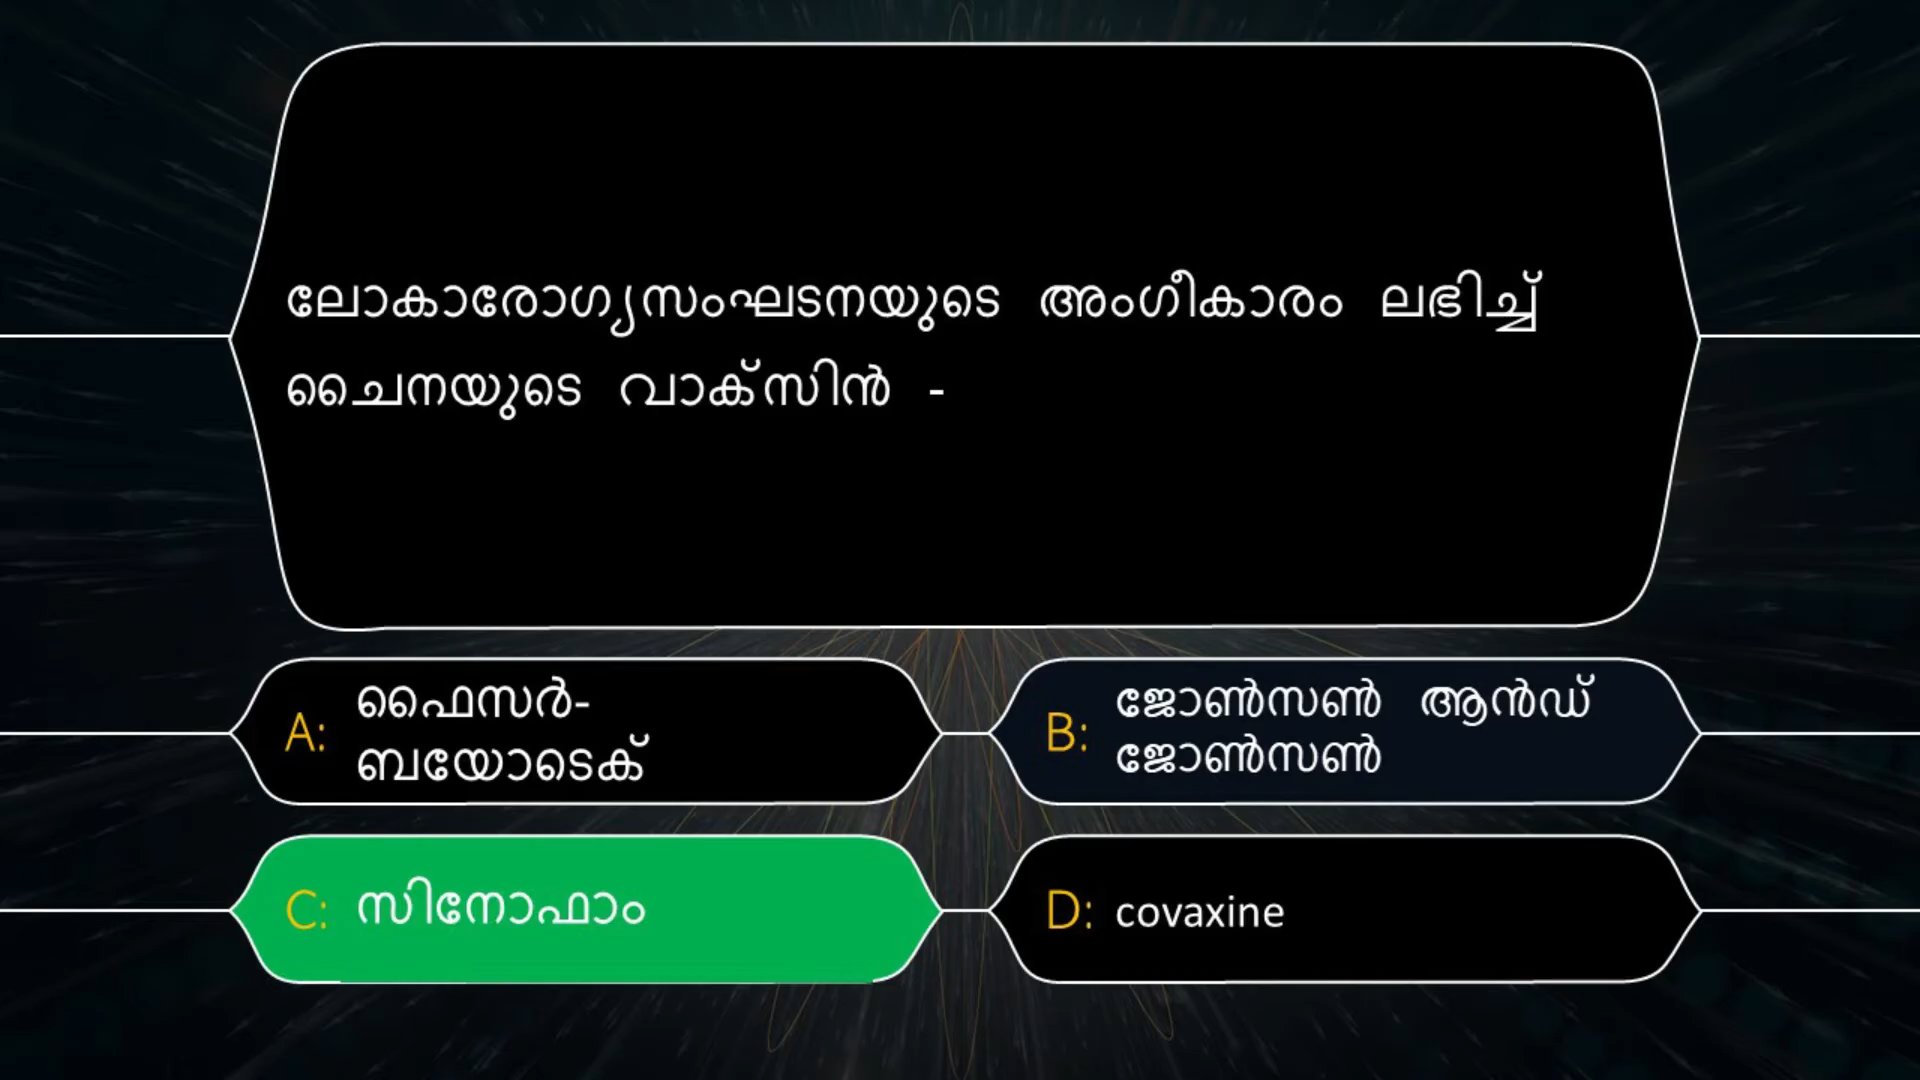 ലോകാരോഗ്യസംഘടനയുടെ അംഗീകാരം ലഭിച്ച്
ചൈനയുടെ വാക്സിൻ -
A: ഫൈസർ-
ബയോടെക്
B: ജോൺസൺ ആൻഡ്
ജോൺസൺ
C: സിനോഫാം
D: covaxine